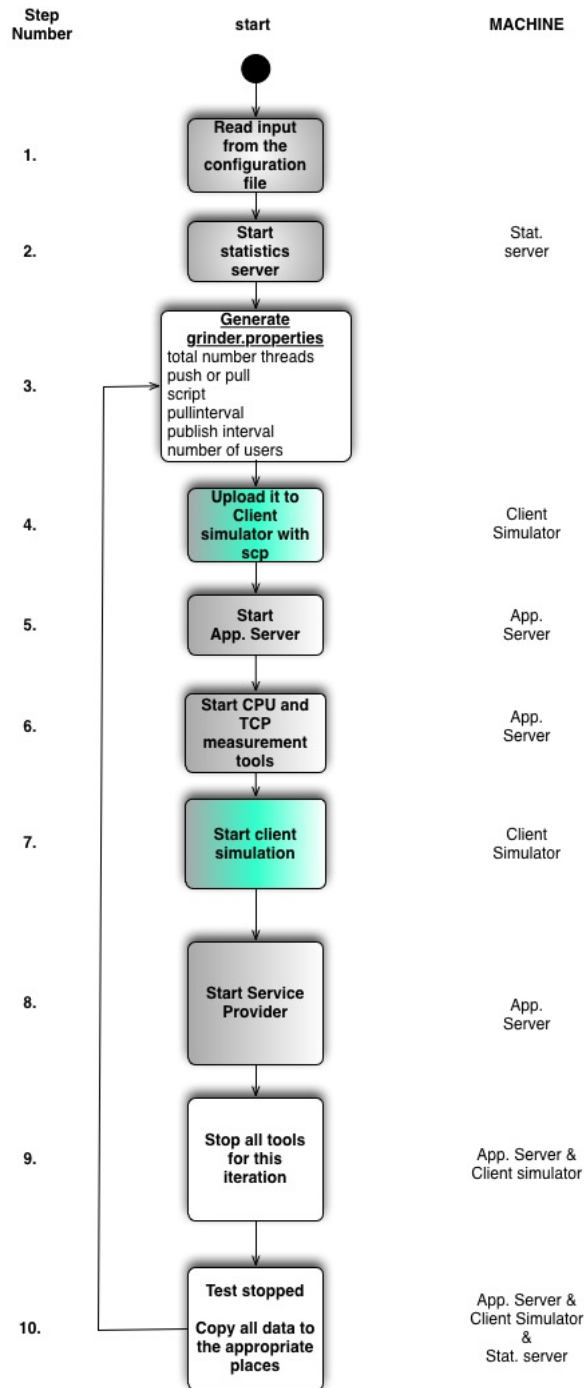 Step
Number
start
MACHINE
1.
Read input
from the
configuration
file
2.
Start
statistics
server
Stat.
server
3.
Generate
grinder.properties
total number threads
push or pull
script
pullinterval
publish interval
number of users
4.
Upload it to
Client
simulator with
scp
Client
Simulator
5.
Start
App. Server
App.
Server
6.
Start CPU and
TCP
measurement
tools
App.
Server
7.
Start client
simulation
Client
Simulator
8.
Start Service
Provider
App.
Server
9.
Stop all tools
for this
iteration
App. Server &
Client simulator
10.
Test stopped
Copy all data to
the appropriate
places
App. Server &
Client Simulator
&
Stat. server